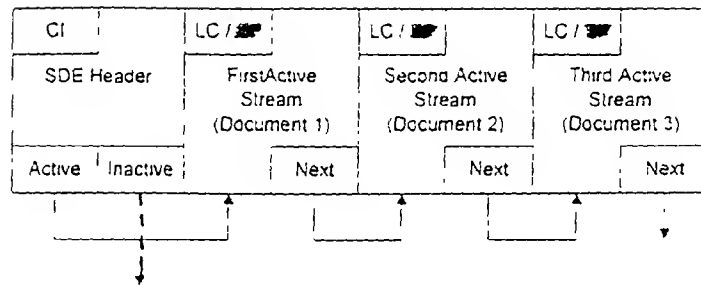 CI
LC /
LC /
LC /
SDE Header
FirstActive
Stream
(Document 1)
Second Active
Stream
(Document 2)
Third Active
Stream
(Document 3)
Active
Inactive
Next
Next
Next